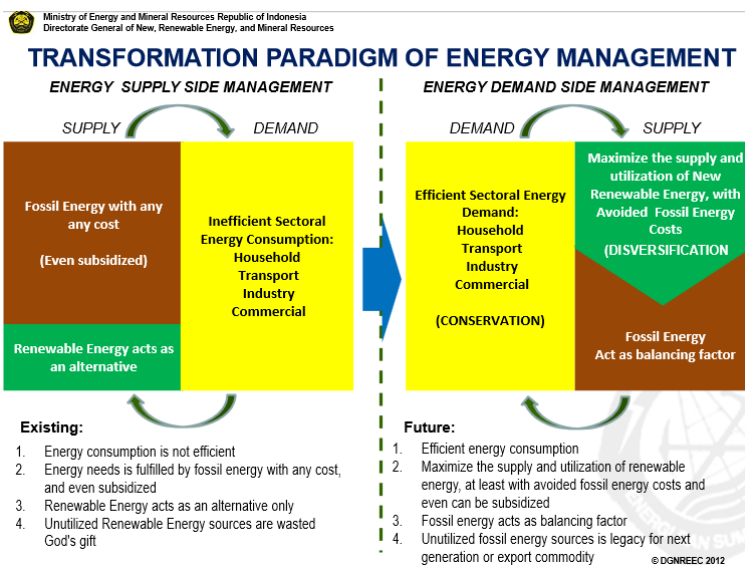 Ministry of Energy and Mineral Resources Republic of Indonesia
Directorate General of New, Renewable Energy, and Mineral Resources
TRANSFORMATION PARADIGM OF ENERGY MANAGEMENT
ENERGY SUPPLY SIDE MANAGEMENT
SUPPLY
DEMAND
Fossil Energy with any
any cost
(Even subsidized)
Renewable Energy acts as
an alternative
Inefficient Sectoral
Energy Consumption:
Household
Transport
Industry
Commercial
Existing:
1. Energy consumption is not efficient
2. Energy needs is fulfilled by fossil energy with any cost,
and even subsidized
3. Renewable Energy acts as an alternative only
4. Unutilized Renewable Energy sources are wasted
God's gift
ENERGY DEMAND SIDE MANAGEMENT
DEMAND
SUPPLY
Efficient Sectoral Energy
Demand:
Household
Transport
Industry
Commercial
(CONSERVATION)
Maximize the supply and
utilization of New
Renewable Energy, with
Avoided Fossil Energy
Costs
(DISVERSIFICATION
Fossil Energy
Act as balancing factor
Future:
1. Efficient energy consumption
2. Maximize the supply and utilization of renewable
energy, at least with avoided fossil energy costs and
even can be subsidized
3. Fossil energy acts as balancing factor
4. Unutilized fossil energy sources is legacy for next
generation or export commodity
© DGNREEC 2012